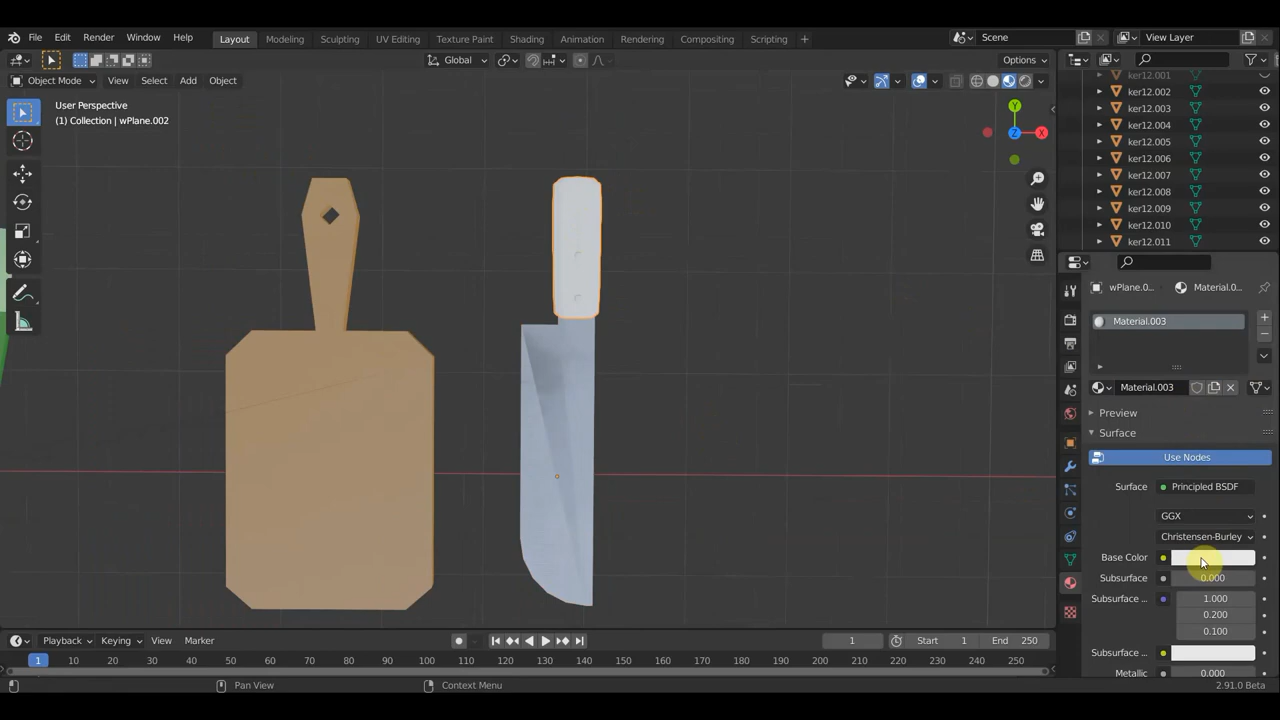 File Edit Render Window Help Layout Modeling Sculpting UV Editing Texture Paint Shading Animation Rendering Compositing Scripting + Scene View Layer
Global Options
Object Mode View Select Add Object
User Perspective
(1) Collection | wPlane.002
Y
Z X
ker12.001
ker12.002
ker12.003
ker12.004
ker12.005
ker12.006
ker12.007
ker12.008
ker12.009
ker12.010
ker12.011
wPlane.0... Material.0...
Material.003
Material.003
Preview
Surface
Use Nodes
Surface Principled BSDF
GGX
Christensen-Burley
Base Color
Subsurface 0.000
Subsurface ... 1.000
0.200
0.100
Subsurface ...
Metallic 0.000
Playback Keying View Marker 1 Start 1 End 250
1 10 20 30 40 50 60 70 80 90 100 110 120 130 140 150 160 170 180 190 200 210 220 230 240 250
Pan View Context Menu 2.91.0 Beta